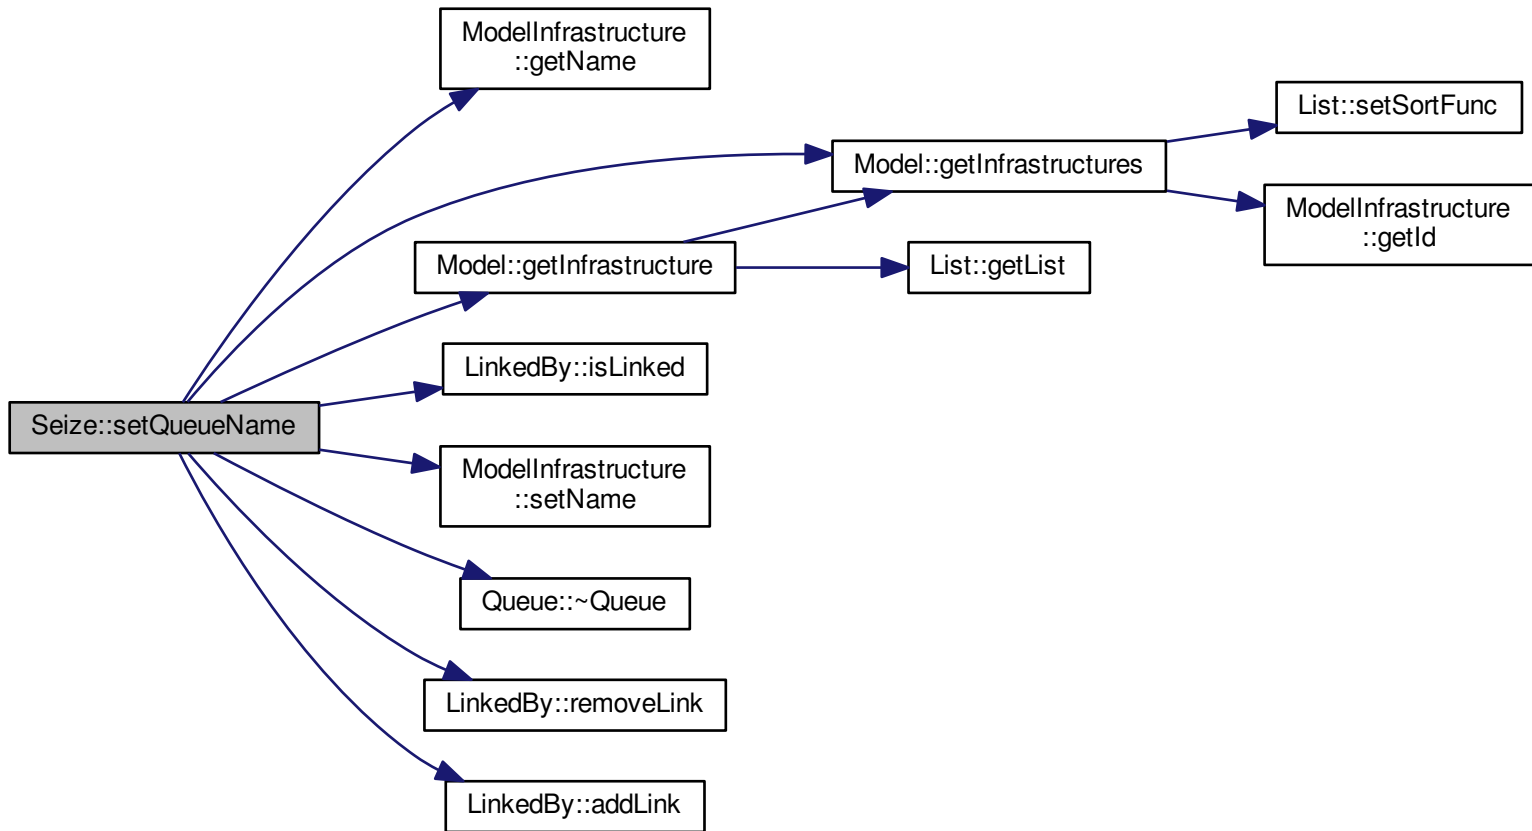 ModelInfrastructure
::getName
List::setSortFunc
Model::getInfrastructures
ModelInfrastructure
::getId
Model::getInfrastructure
List::getList
LinkedBy::isLinked
Seize::setQueueName
ModelInfrastructure
::setName
Queue::~Queue
LinkedBy::removeLink
LinkedBy::addLink